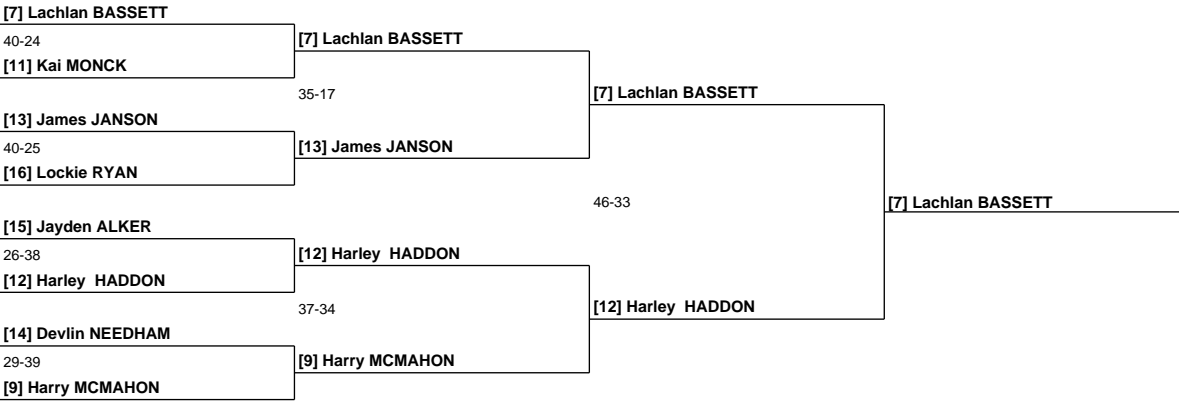 [7] Lachlan BASSETT
40-24
[11] Kai MONCK
[13] James JANSON
40-25
[16] Lockie RYAN
[15] Jayden ALKER
26-38
[12] Harley  HADDON
[14] Devlin NEEDHAM
29-39
[9] Harry MCMAHON
[7] Lachlan BASSETT
35-17
[13] James JANSON
[12] Harley  HADDON
37-34
[9] Harry MCMAHON
[7] Lachlan BASSETT
46-33
[12] Harley  HADDON
[7] Lachlan BASSETT